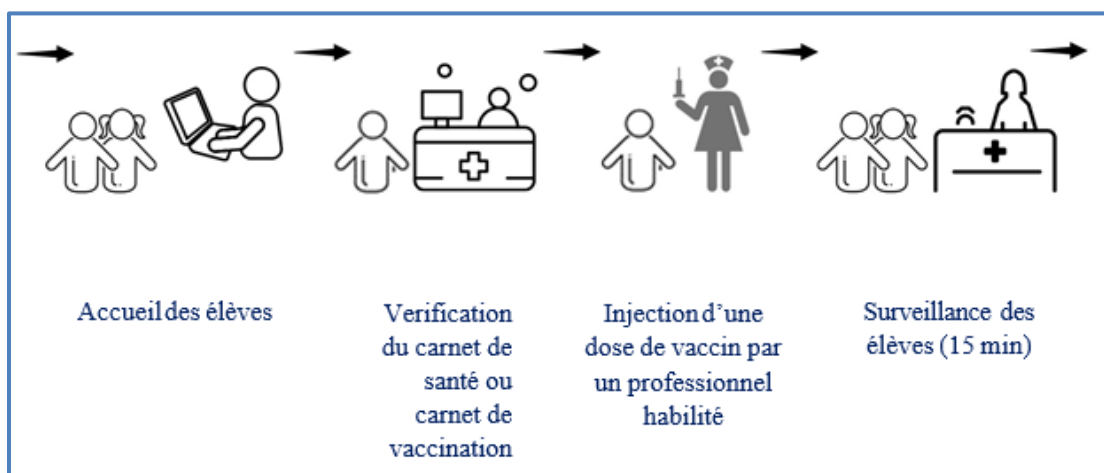 Accueil des élèves
Verification
du carnet de
santé ou
carnet de
vaccination
Injection d’une
dose de vaccin par
un professionnel
habilité
Surveillance des
élèves (15 min)